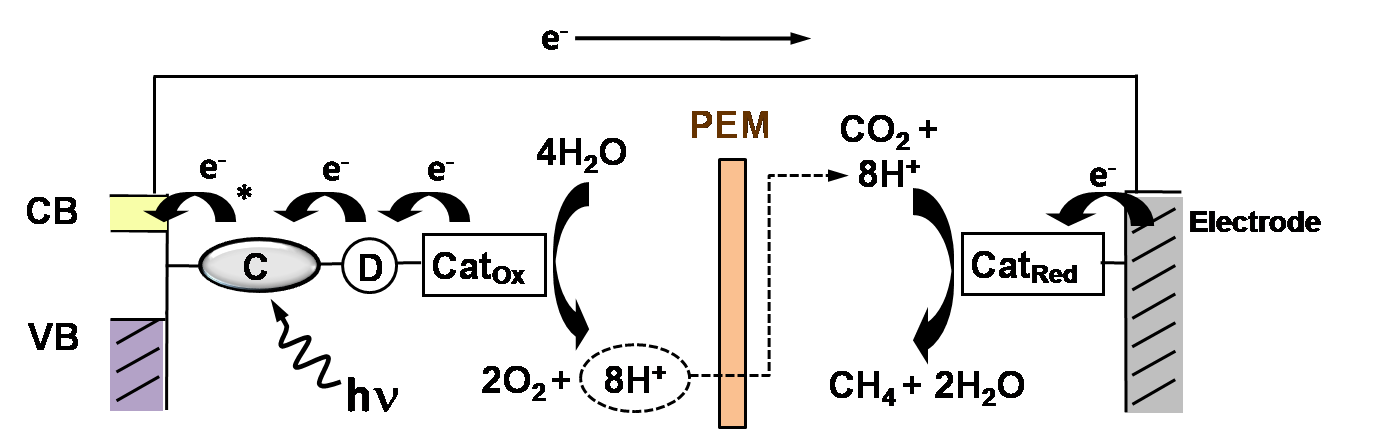 e⁻
PEM
CO₂ +
8H⁺
4H₂O
e⁻
*
e⁻
e⁻
e⁻
CB
Electrode
C
D
Cat_Ox
Cat_Red
VB
2O₂ + 8H⁺
CH₄ + 2H₂O
hν